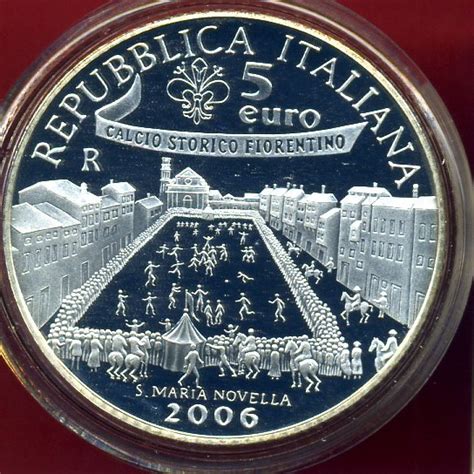 REPUBBLICA ITALIANA
5
euro
CALCIO STORICO FIORENTINO
R
S. MARIA NOVELLA
2006